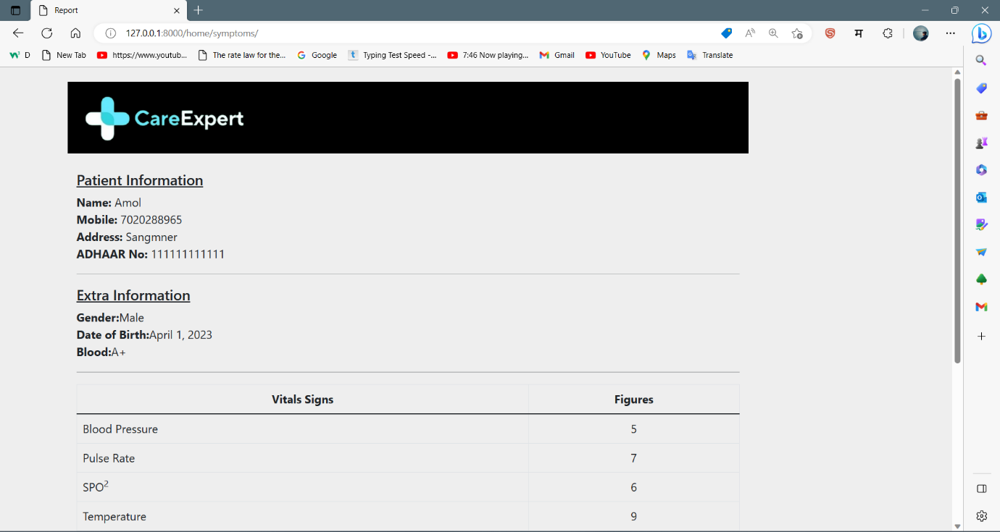 Report
127.0.0.1:8000/home/symptoms/
D
New Tab
https://www.youtub...
The rate law for the...
Google
Typing Test Speed -...
7:46 Now playing...
Gmail
YouTube
Maps
Translate
CareExpert
Patient Information
Name: Amol
Mobile: 7020288965
Address: Sangmner
ADHAAR No: 111111111111
Extra Information
Gender:Male
Date of Birth:April 1, 2023
Blood:A+
Vitals Signs Figures
Blood Pressure 5
Pulse Rate 7
SPO2 6
Temperature 9